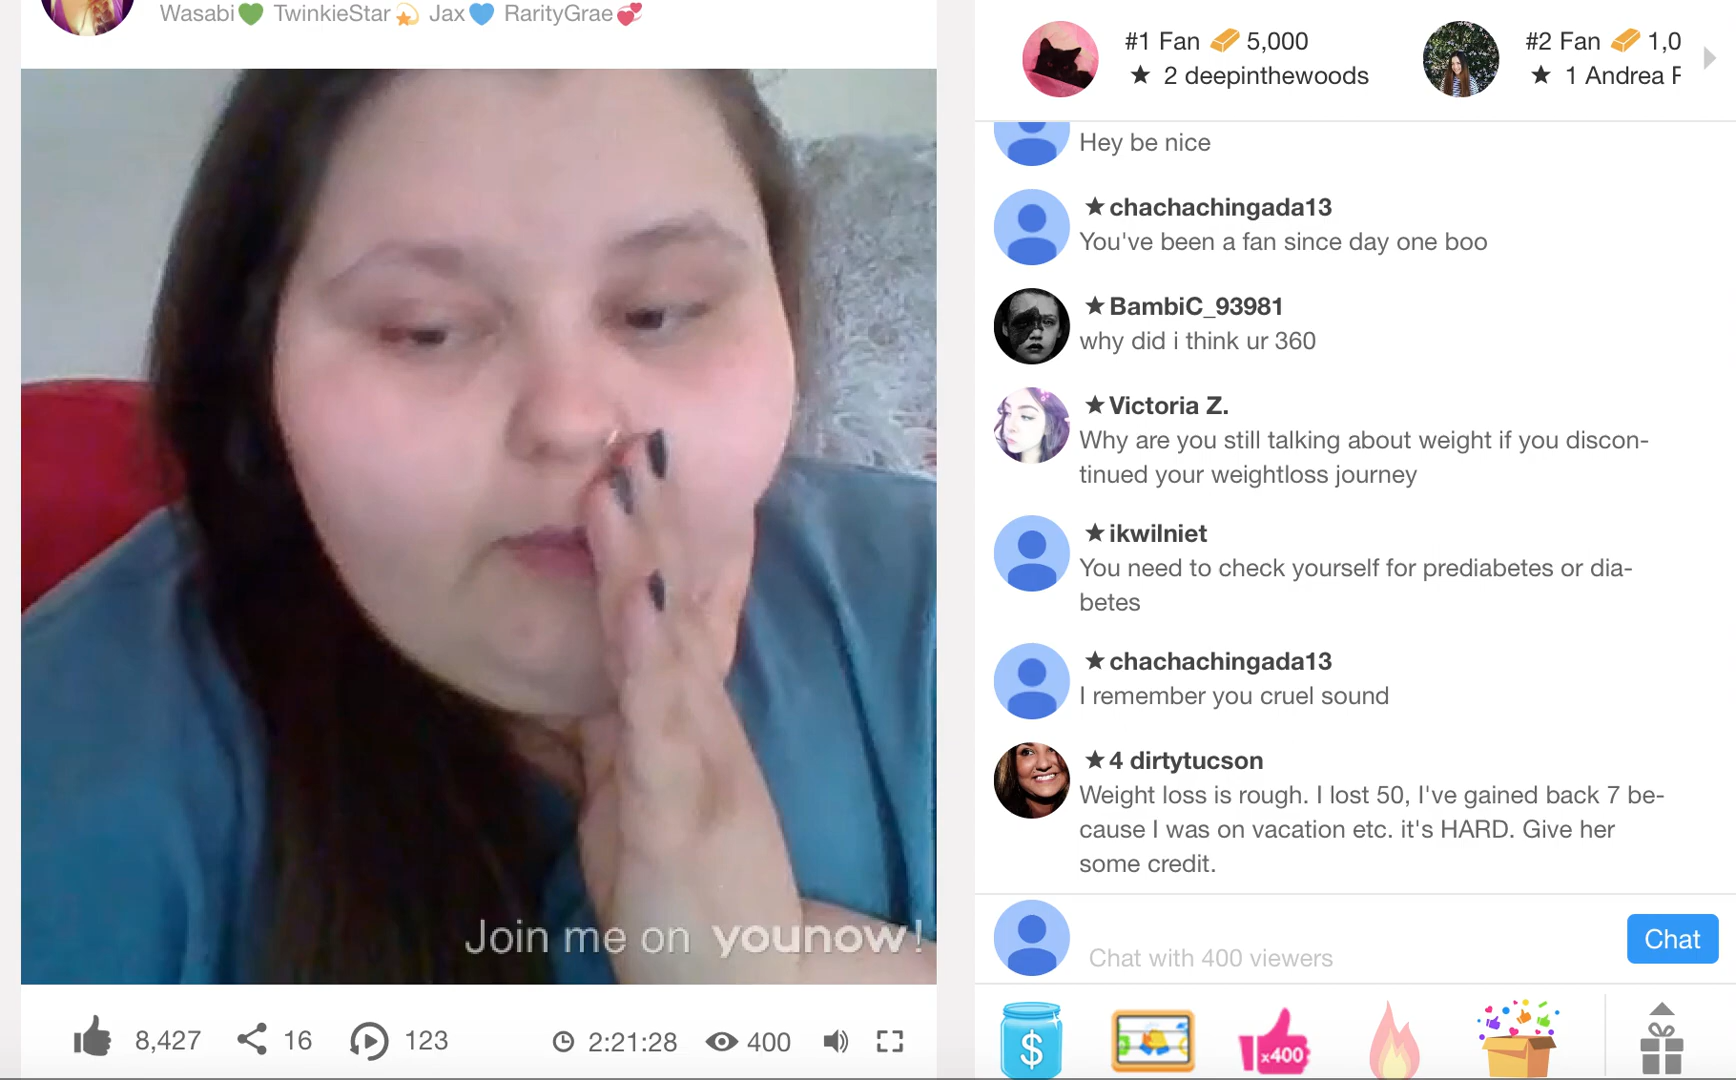 Wasabi💚 TwinkieStar💫 Jax💙 RarityGrae💞
#1 Fan 5,000
★ 2 deepinthewoods
#2 Fan 1,0
★ 1 Andrea F
Hey be nice
★chachachingada13
You've been a fan since day one boo
★BambiC_93981
why did i think ur 360
★Victoria Z.
Why are you still talking about weight if you discon-
tinued your weightloss journey
★ikwilniet
You need to check yourself for prediabetes or dia-
betes
★chachachingada13
I remember you cruel sound
★4 dirtytucson
Weight loss is rough. I lost 50, I've gained back 7 be-
cause I was on vacation etc. it's HARD. Give her
some credit.
Chat with 400 viewers
Chat
Join me on younow!
8,427 16 123 2:21:28 400
$
x400